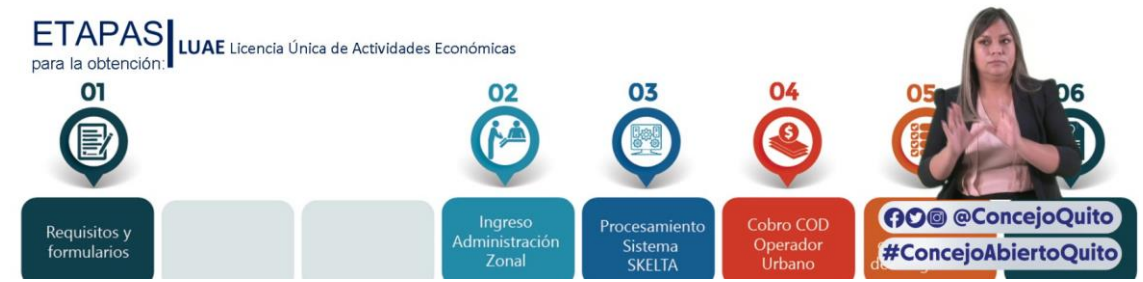 ETAPAS
para la obtención:
LUAE Licencia Única de Actividades Económicas
01
02
03
04
05
06
Requisitos y
formularios
Ingreso
Administración
Zonal
Procesamiento
Sistema
SKELTA
Cobro COD
Operador
Urbano
@ConcejoQuito
#ConcejoAbiertoQuito